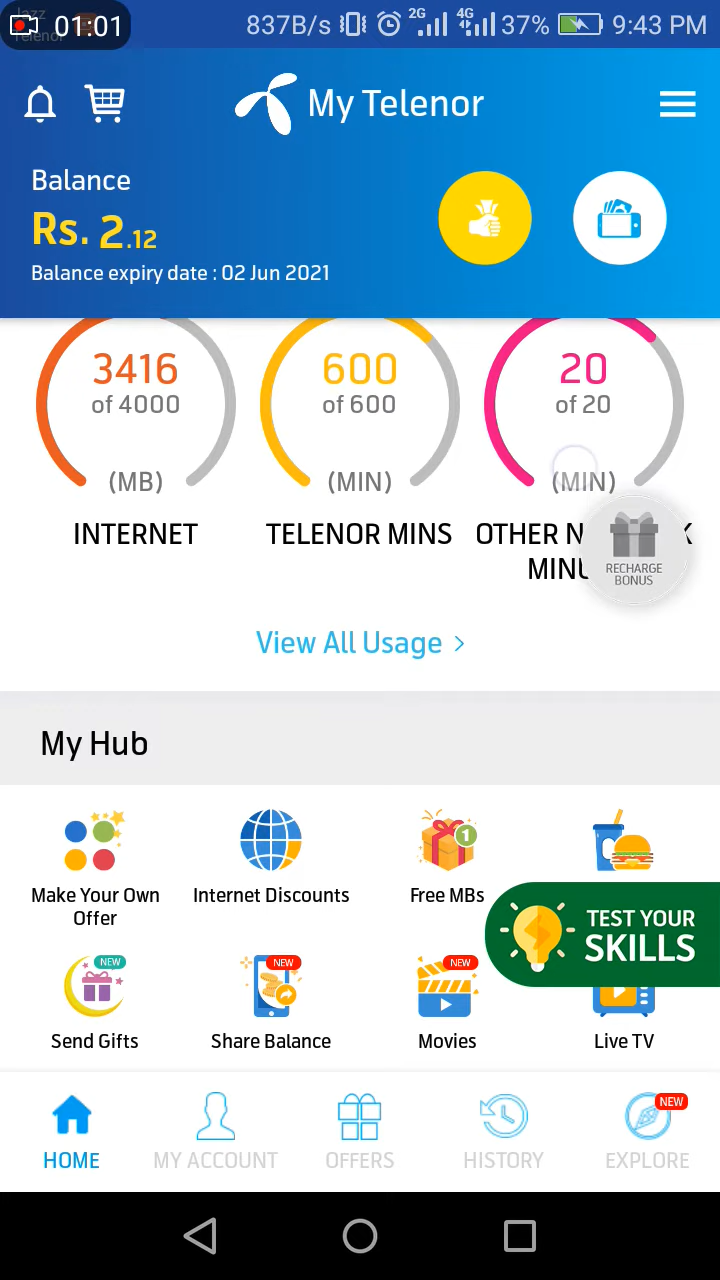 Jazz
Telenor
01:01
837B/s 2G 4G 37% 9:43 PM
My Telenor
Balance
Rs. 2.12
Balance expiry date : 02 Jun 2021
3416 600 20
of 4000 of 600 of 20
(MB) (MIN) (MIN)
INTERNET TELENOR MINS OTHER
RECHARGE
BONUS
View All Usage >
My Hub
1
Make Your Own
Offer
Internet Discounts
Free MBs
TEST YOUR
SKILLS
NEW NEW NEW
Send Gifts Share Balance Movies Live TV
NEW
HOME MY ACCOUNT OFFERS HISTORY EXPLORE